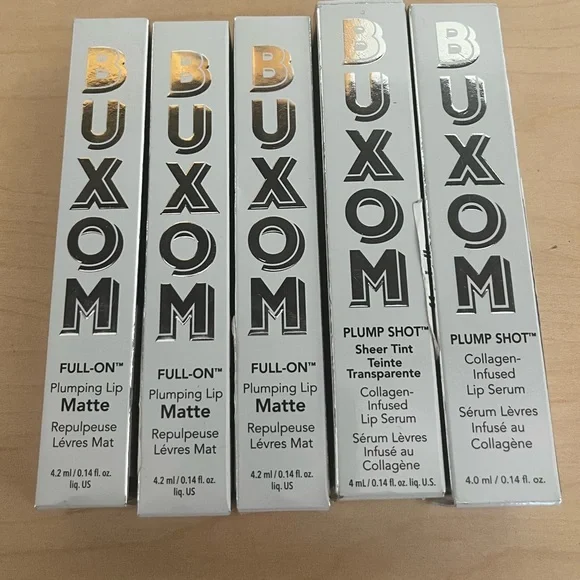 BUXOM
FULL-ON™
Plumping Lip
Matte
Repulpeuse
Lévres Mat
4.2 ml / 0.14 fl. oz.
liq. US
BUXOM
FULL-ON™
Plumping Lip
Matte
Repulpeuse
Lévres Mat
4.2 ml / 0.14 fl. oz.
liq. US
BUXOM
FULL-ON™
Plumping Lip
Matte
Repulpeuse
Lévres Mat
4.2 ml / 0.14 fl. oz.
liq. US
BUXOM
PLUMP SHOT™
Sheer Tint
Teinte
Transparente
Collagen-
Infused
Lip Serum
Sérum Lèvres
Infusé au
Collagène
4 mL / 0.14 fl. oz. liq. U.S.
BUXOM
PLUMP SHOT™
Collagen-
Infused
Lip Serum
Sérum Lèvres
Infusé au
Collagène
4.0 ml / 0.14 fl. oz.